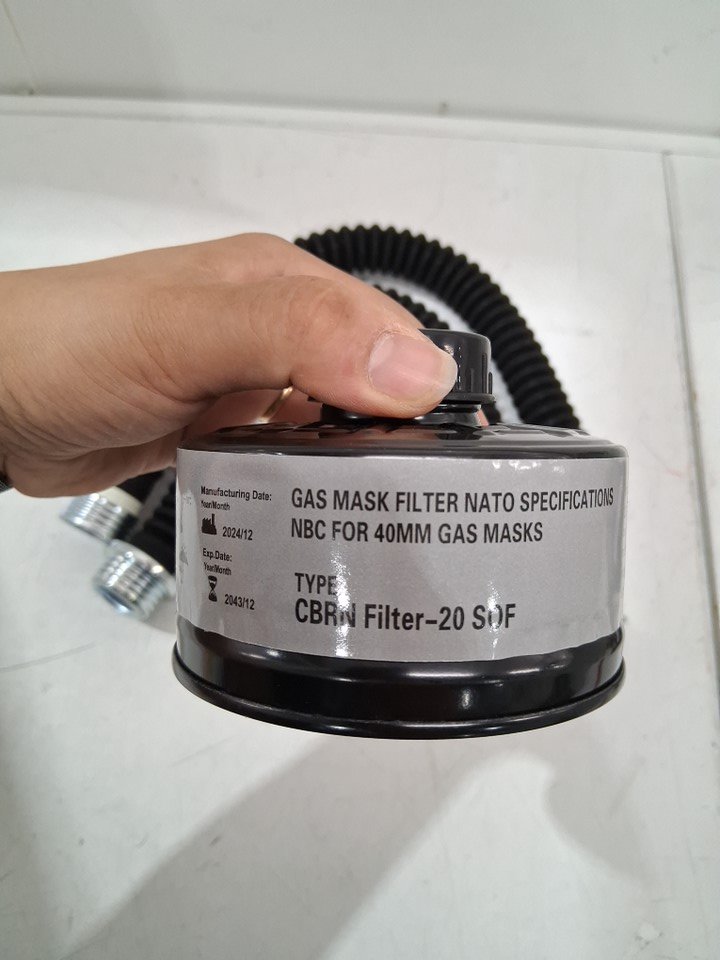 Manufacturing Date:
Year/Month
2024/12
Exp.Date:
Year/Month
2043/12
GAS MASK FILTER NATO SPECIFICATIONS
NBC FOR 40MM GAS MASKS
TYPE
CBRN Filter-20 SOF